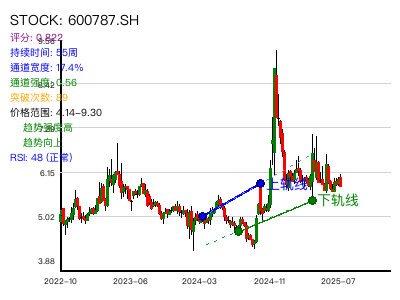 STOCK: 600787.SH
评分: 0.822
9.56
持续时间: 55周
通道宽度: 17.4%
通道强度: 0.56
8.42
突破次数: 99
价格范围: 4.14-9.30
趋势强度高
7.29
趋势向上
RSI: 48 (正常)
6.15
上轨线
下轨线
5.02
3.88
2022-10
2023-06
2024-03
2024-11
2025-07